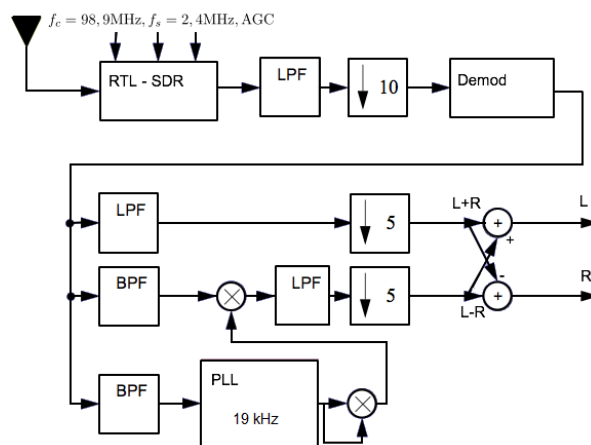 f_c = 98,9MHz, f_s = 2,4MHz, AGC
RTL - SDR
LPF
10
Demod
LPF
5
L+R
+
L
+
BPF
×
LPF
5
L-R
-
+
R
BPF
PLL
19 kHz
×